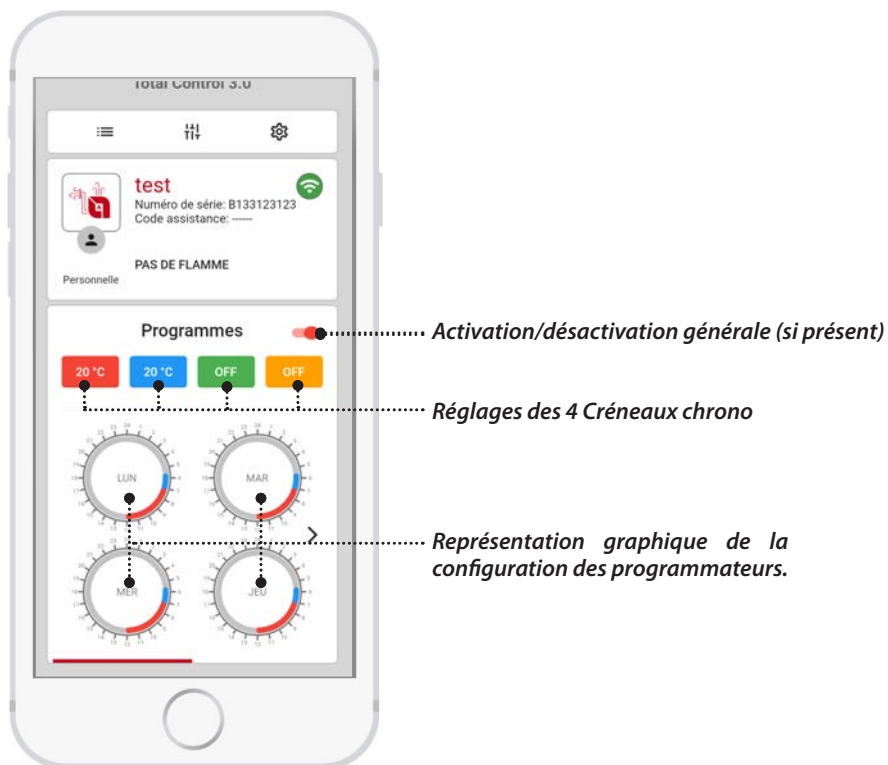 Total Control 3.0
test
Numéro de série: B133123123
Code assistance: ------
PAS DE FLAMME
Personnelle
Programmes
Activation/désactivation générale (si présent)
20 °C 20 °C OFF OFF
Réglages des 4 Créneaux chrono
LUN MAR
Représentation graphique de la
configuration des programmateurs.
MER JEU